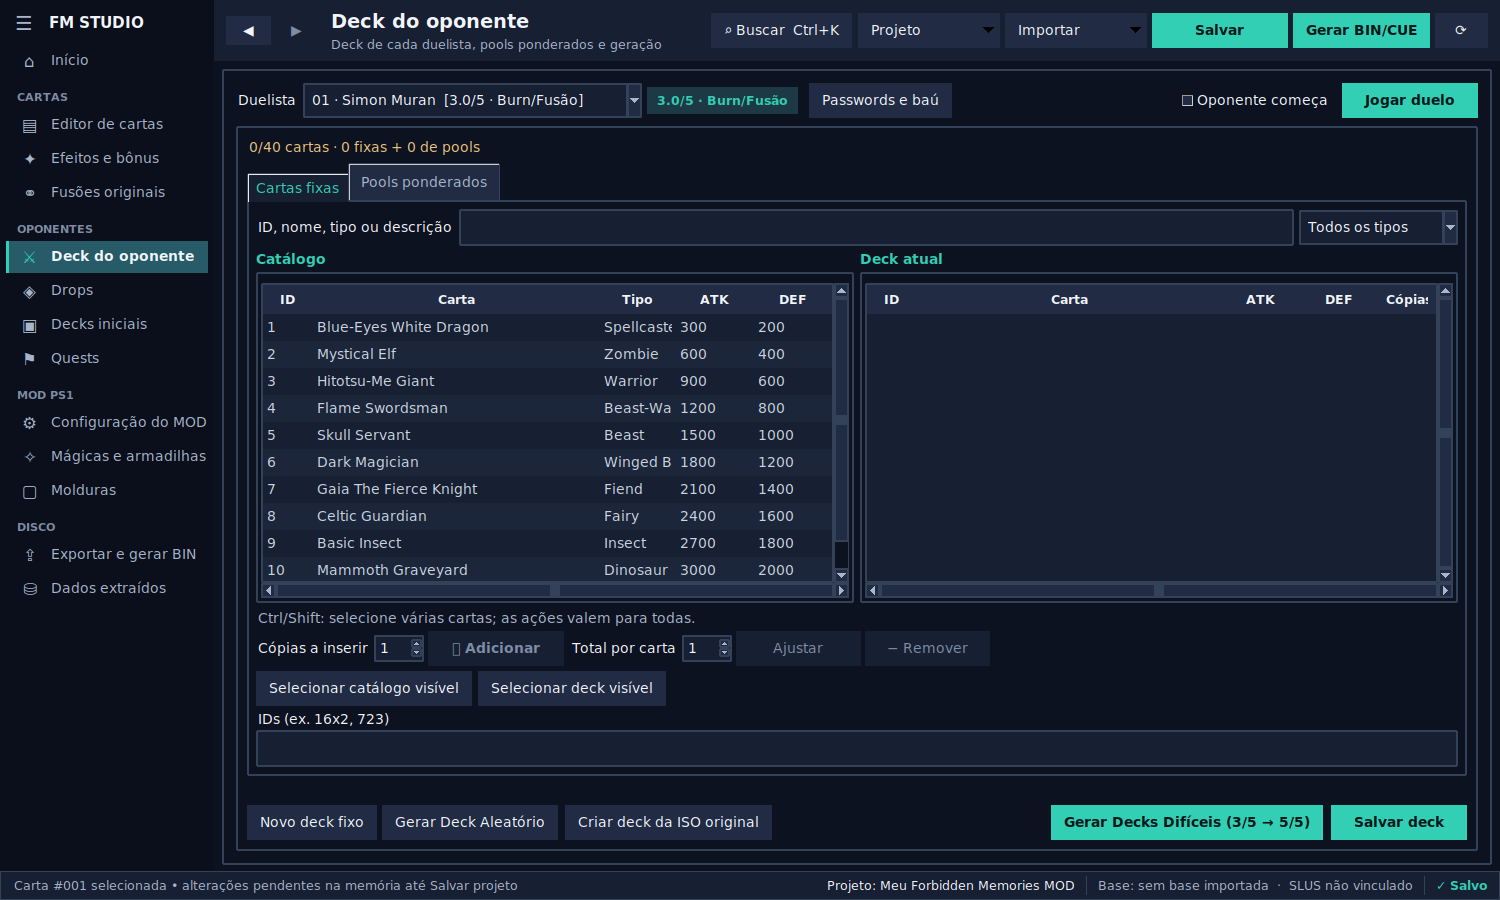 ☰ FM STUDIO
⌂ Início
CARTAS
▤ Editor de cartas
✦ Efeitos e bônus
⚭ Fusões originais
OPONENTES
⚔ Deck do oponente
◈ Drops
▣ Decks iniciais
⚑ Quests
MOD PS1
⚙ Configuração do MOD
✧ Mágicas e armadilhas
▢ Molduras
DISCO
⇪ Exportar e gerar BIN
⛁ Dados extraídos
◀ ▶ Deck do oponente
Deck de cada duelista, pools ponderados e geração
⌕ Buscar Ctrl+K Projeto Importar Salvar Gerar BIN/CUE ⟳
Duelista 01 · Simon Muran [3.0/5 · Burn/Fusão] 3.0/5 · Burn/Fusão Passwords e baú Oponente começa Jogar duelo
0/40 cartas · 0 fixas + 0 de pools
Cartas fixas Pools ponderados
ID, nome, tipo ou descrição Todos os tipos
Catálogo
ID Carta Tipo ATK DEF
1 Blue-Eyes White Dragon Spellcaste 300 200
2 Mystical Elf Zombie 600 400
3 Hitotsu-Me Giant Warrior 900 600
4 Flame Swordsman Beast-Wa 1200 800
5 Skull Servant Beast 1500 1000
6 Dark Magician Winged B 1800 1200
7 Gaia The Fierce Knight Fiend 2100 1400
8 Celtic Guardian Fairy 2400 1600
9 Basic Insect Insect 2700 1800
10 Mammoth Graveyard Dinosaur 3000 2000
Deck atual
ID Carta ATK DEF Cópias
Ctrl/Shift: selecione várias cartas; as ações valem para todas.
Cópias a inserir 1 Adicionar Total por carta 1 Ajustar − Remover
Selecionar catálogo visível Selecionar deck visível
IDs (ex. 16x2, 723)
Novo deck fixo Gerar Deck Aleatório Criar deck da ISO original Gerar Decks Difíceis (3/5 → 5/5) Salvar deck
Carta #001 selecionada • alterações pendentes na memória até Salvar projeto Projeto: Meu Forbidden Memories MOD Base: sem base importada · SLUS não vinculado ✓ Salvo